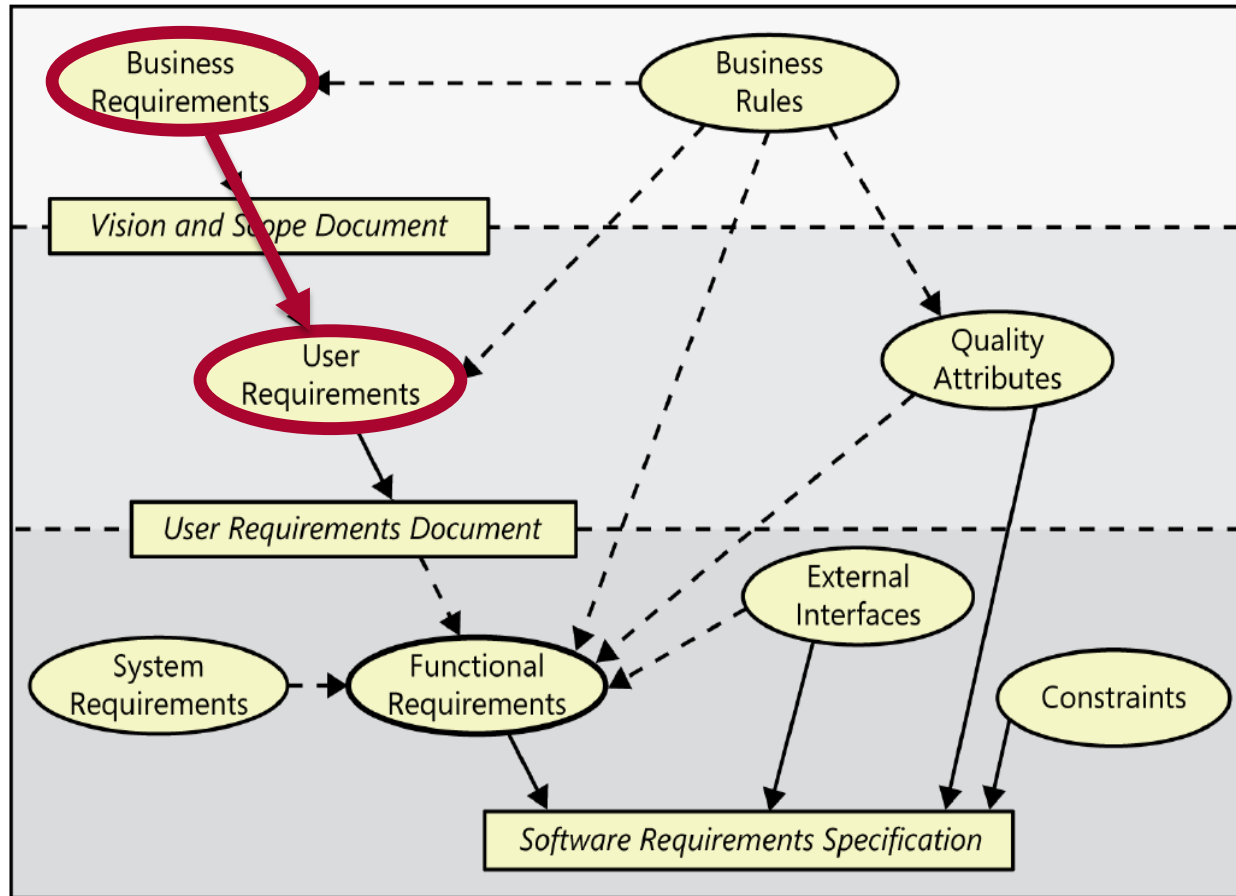 Business
Requirements
Business
Rules
Vision and Scope Document
User
Requirements
Quality
Attributes
User Requirements Document
External
Interfaces
System
Requirements
Functional
Requirements
Constraints
Software Requirements Specification